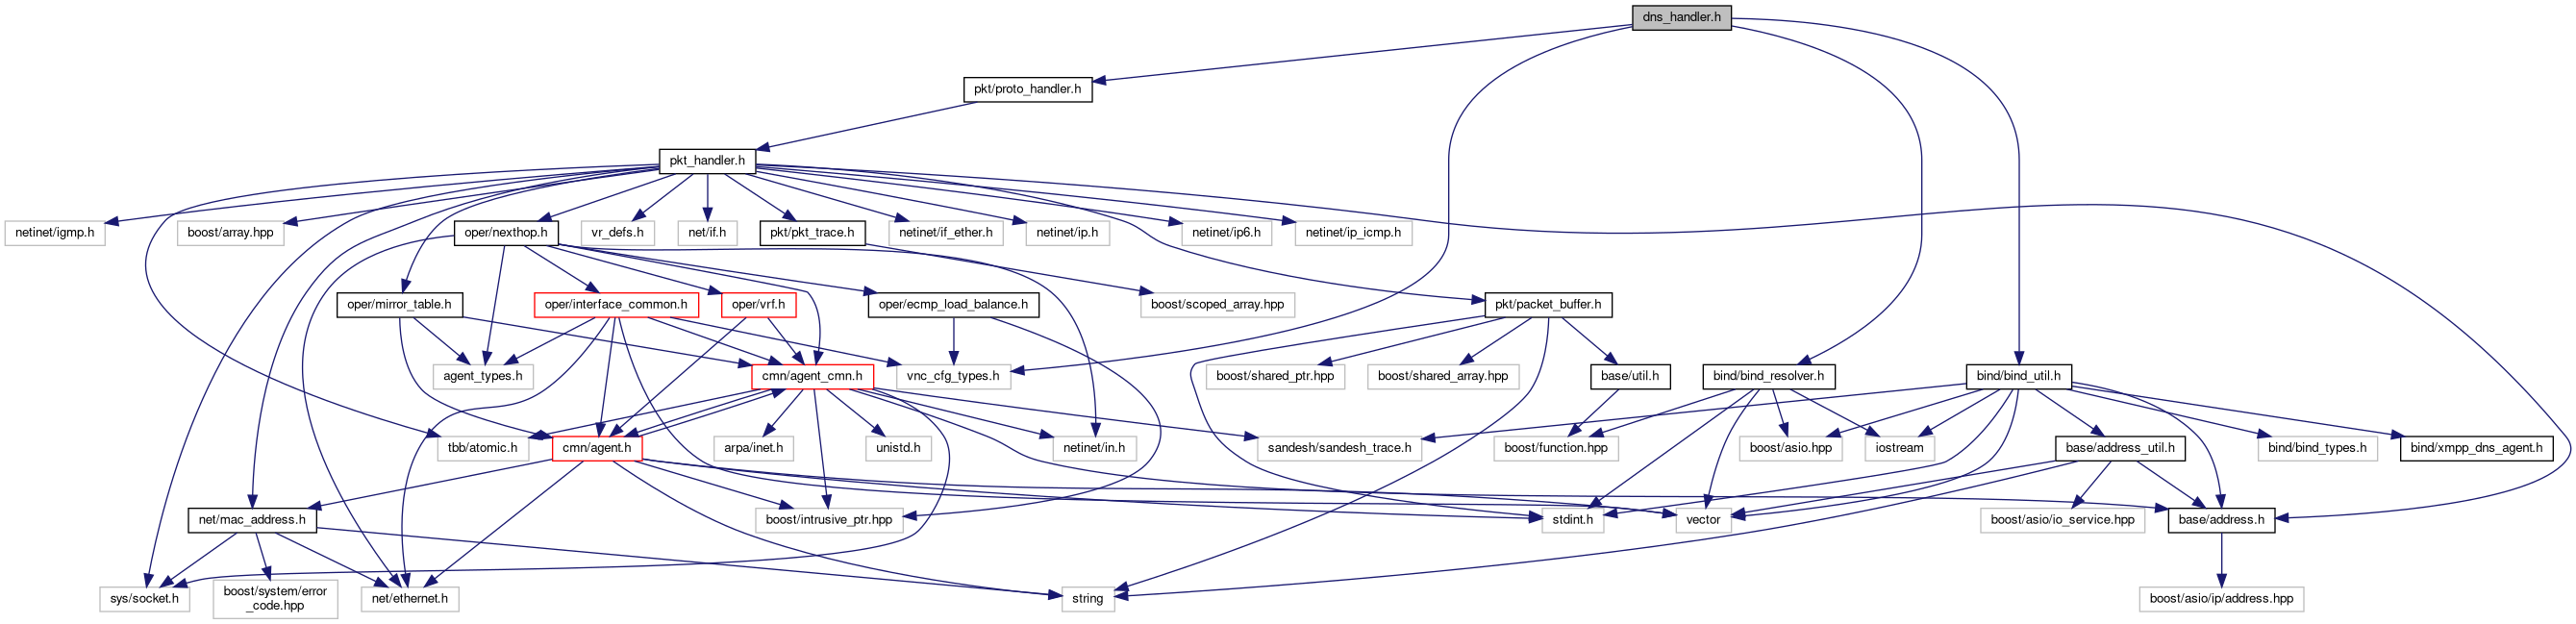 dns_handler.h
pkt/proto_handler.h
pkt_handler.h
netinet/igmp.h
boost/array.hpp
oper/nexthop.h
vr_defs.h
net/if.h
pkt/pkt_trace.h
netinet/if_ether.h
netinet/ip.h
netinet/ip6.h
netinet/ip_icmp.h
oper/mirror_table.h
oper/interface_common.h
oper/vrf.h
oper/ecmp_load_balance.h
boost/scoped_array.hpp
pkt/packet_buffer.h
agent_types.h
cmn/agent_cmn.h
vnc_cfg_types.h
boost/shared_ptr.hpp
boost/shared_array.hpp
base/util.h
bind/bind_resolver.h
bind/bind_util.h
tbb/atomic.h
cmn/agent.h
arpa/inet.h
unistd.h
netinet/in.h
sandesh/sandesh_trace.h
boost/function.hpp
boost/asio.hpp
iostream
base/address_util.h
bind/bind_types.h
bind/xmpp_dns_agent.h
net/mac_address.h
boost/intrusive_ptr.hpp
stdint.h
vector
boost/asio/io_service.hpp
base/address.h
sys/socket.h
boost/system/error
_code.hpp
net/ethernet.h
string
boost/asio/ip/address.hpp